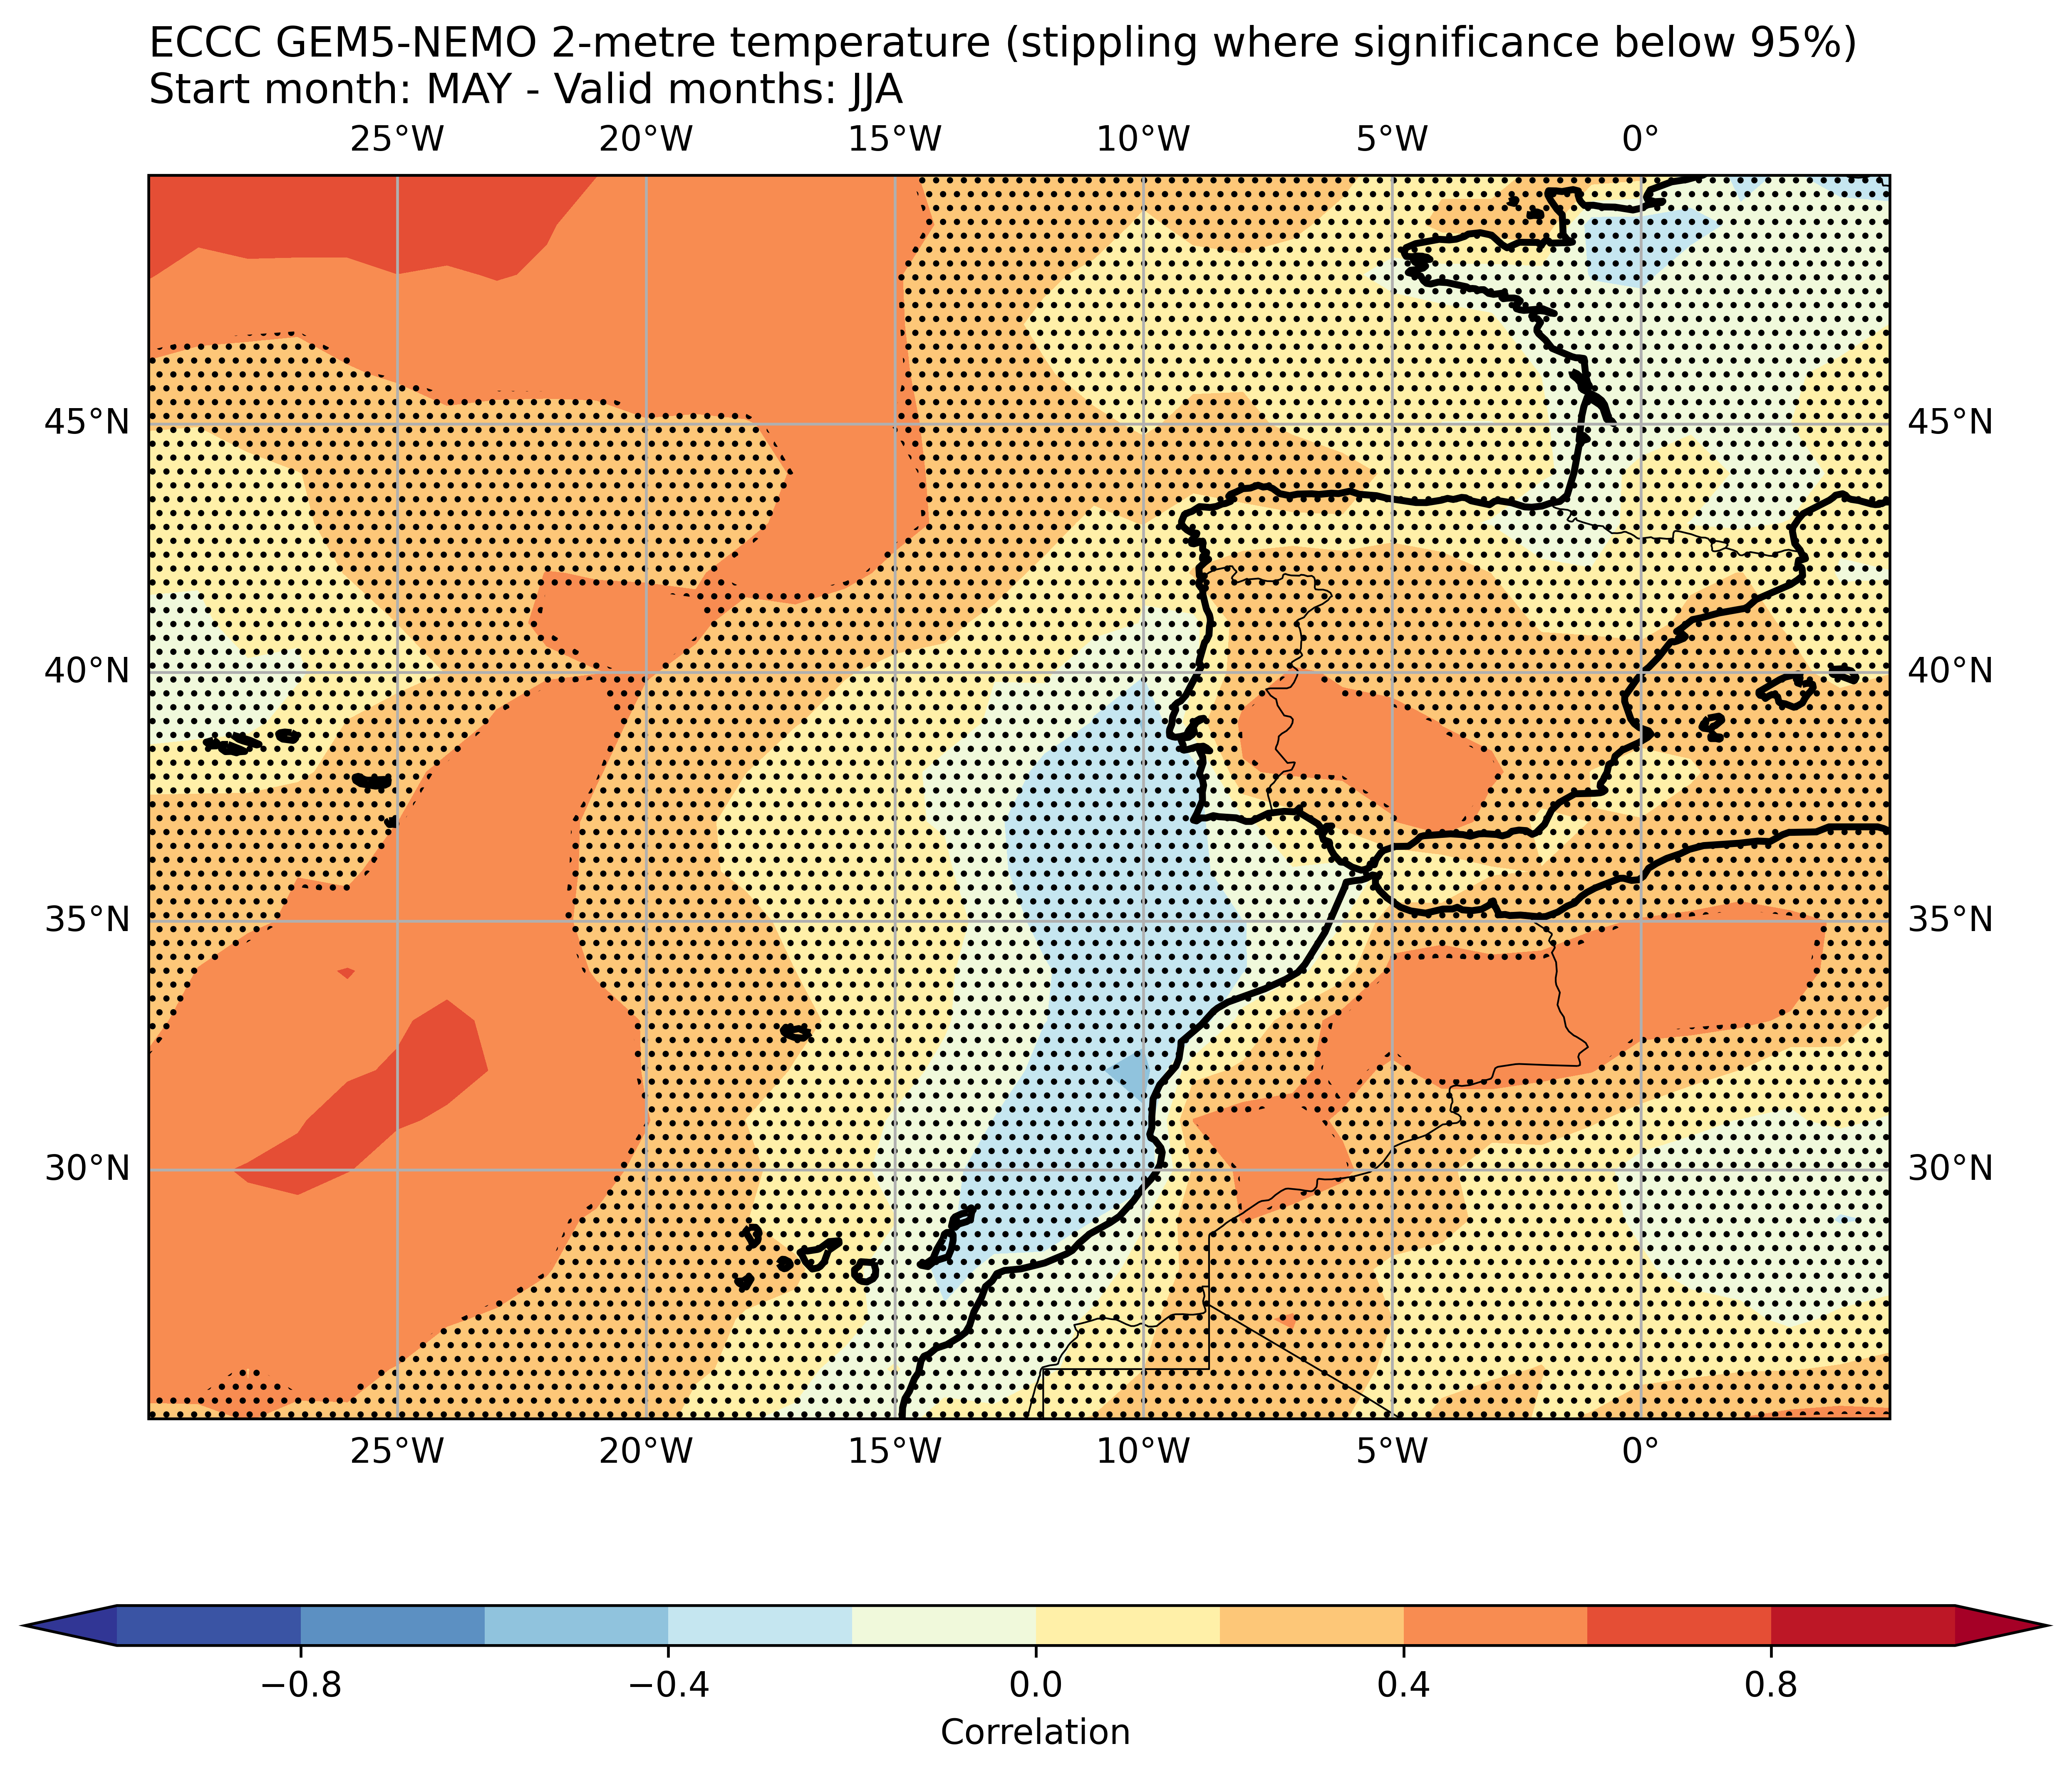 ECCC GEM5-NEMO 2-metre temperature (stippling where significance below 95%)
Start month: MAY - Valid months: JJA
25°W 20°W 15°W 10°W 5°W 0°
45°N 45°N
40°N 40°N
35°N 35°N
30°N 30°N
25°W 20°W 15°W 10°W 5°W 0°
−0.8 −0.4 0.0 0.4 0.8
Correlation